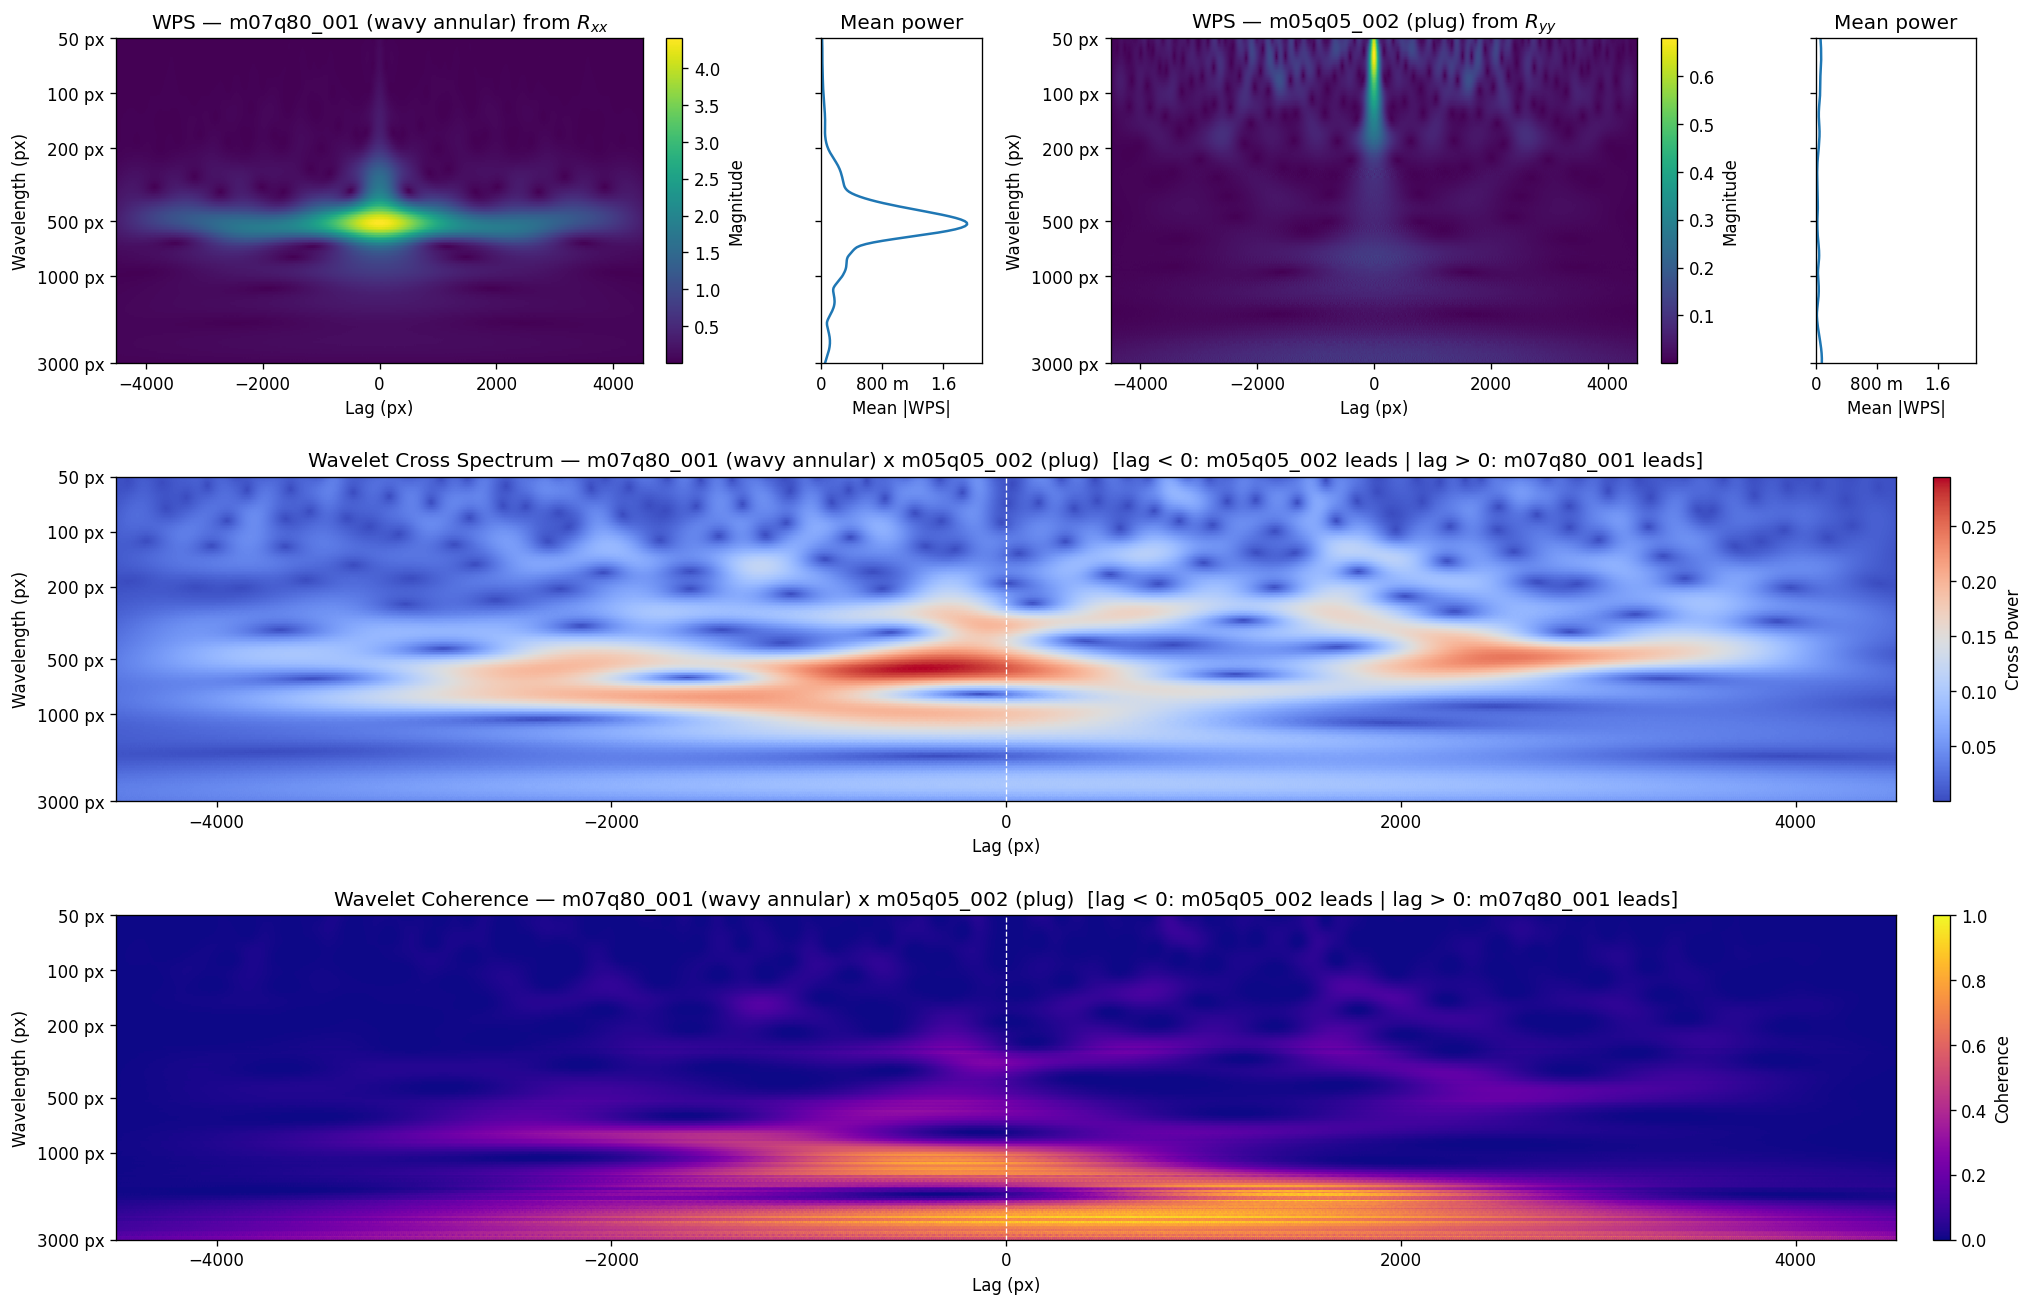 WPS — m07q80_001 (wavy annular) from Rxx
Mean power
WPS — m05q05_002 (plug) from Ryy
Mean power
50 px
100 px
200 px
500 px
1000 px
3000 px
Wavelength (px)
−4000 −2000 0 2000 4000
Lag (px)
4.0
3.5
3.0
2.5
2.0
1.5
1.0
0.5
Magnitude
0 800 m 1.6
Mean |WPS|
50 px
100 px
200 px
500 px
1000 px
3000 px
Wavelength (px)
−4000 −2000 0 2000 4000
Lag (px)
0.6
0.5
0.4
0.3
0.2
0.1
Magnitude
0 800 m 1.6
Mean |WPS|
Wavelet Cross Spectrum — m07q80_001 (wavy annular) x m05q05_002 (plug) [lag < 0: m05q05_002 leads | lag > 0: m07q80_001 leads]
50 px
100 px
200 px
500 px
1000 px
3000 px
Wavelength (px)
−4000 −2000 0 2000 4000
Lag (px)
0.25
0.20
0.15
0.10
0.05
Cross Power
Wavelet Coherence — m07q80_001 (wavy annular) x m05q05_002 (plug) [lag < 0: m05q05_002 leads | lag > 0: m07q80_001 leads]
50 px
100 px
200 px
500 px
1000 px
3000 px
Wavelength (px)
−4000 −2000 0 2000 4000
Lag (px)
1.0
0.8
0.6
0.4
0.2
0.0
Coherence